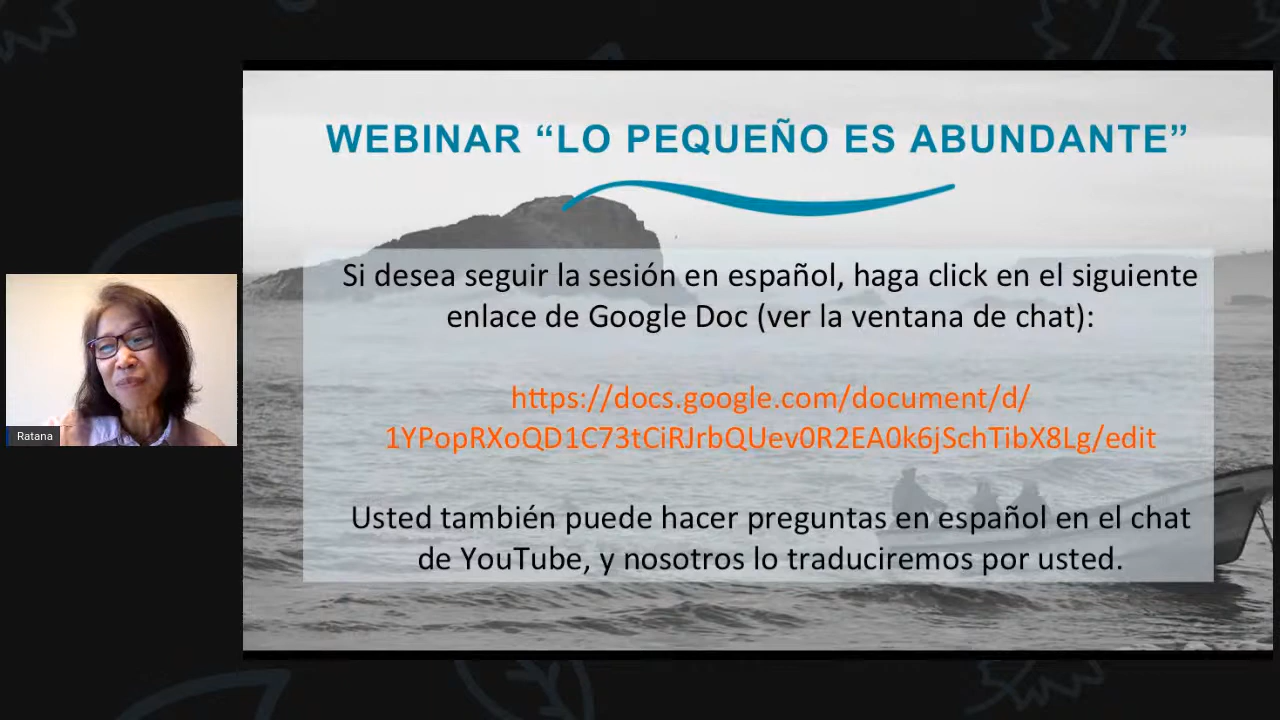 WEBINAR “LO PEQUEÑO ES ABUNDANTE”
Si desea seguir la sesión en español, haga click en el siguiente
enlace de Google Doc (ver la ventana de chat):
https://docs.google.com/document/d/
1YPopRXoQD1C73tCiRJrbQUev0R2EA0k6jSchTibX8Lg/edit
Usted también puede hacer preguntas en español en el chat
de YouTube, y nosotros lo traduciremos por usted.
Ratana